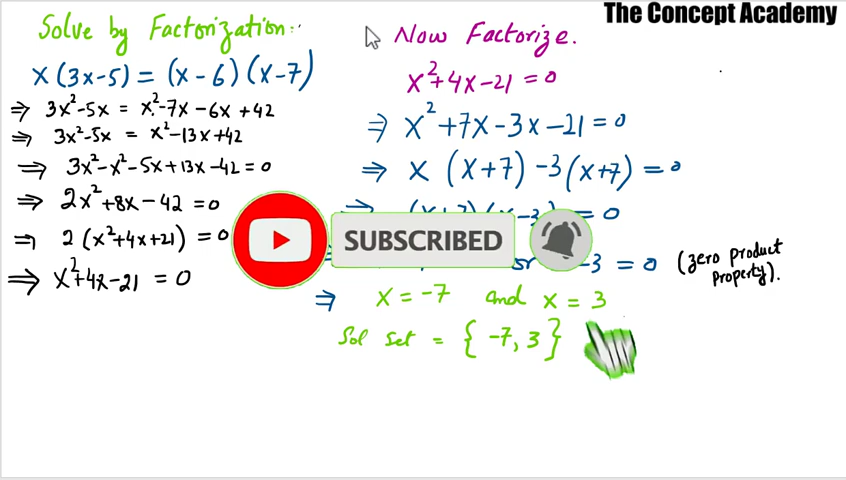 The Concept Academy
Solve by Factorization:
x(3x-5) = (x-6)(x-7)
⇒ 3x²-5x = x²-7x-6x+42
⇒ 3x²-5x = x²-13x+42
⇒ 3x²-x²-5x+13x-42=0
⇒ 2x²+8x-42=0
⇒ 2(x²+4x+21)=0
⇒ x²+4x-21=0
Now Factorize.
x²+4x-21=0
⇒ x²+7x-3x-21=0
⇒ x(x+7)-3(x+7)=0
=0
-3=0 (zero product
Property).
⇒ x=-7 and x=3
Sol set = {-7,3}
SUBSCRIBED